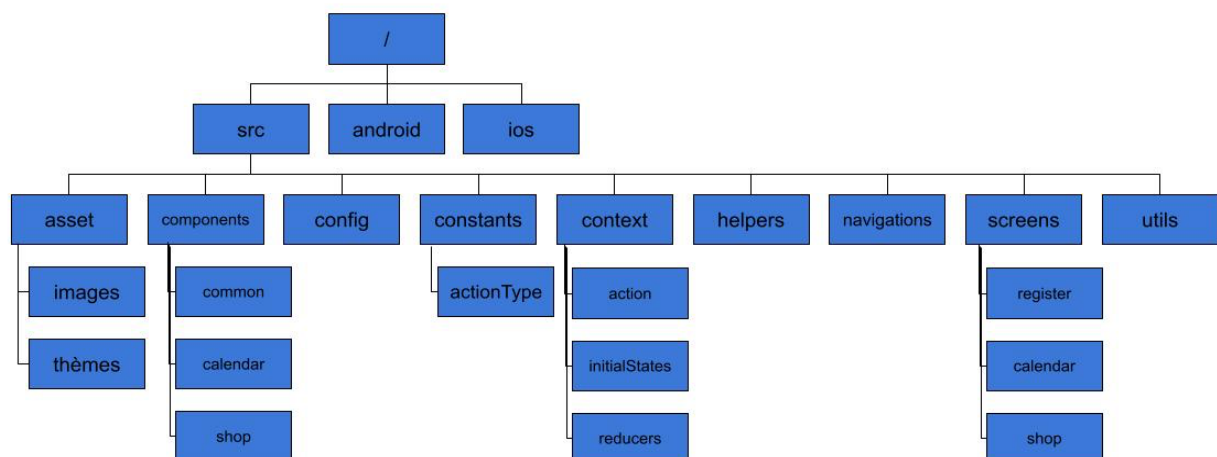 /
src
android
ios
asset
components
config
constants
context
helpers
navigations
screens
utils
images
common
actionType
action
register
thèmes
calendar
initialStates
calendar
shop
reducers
shop